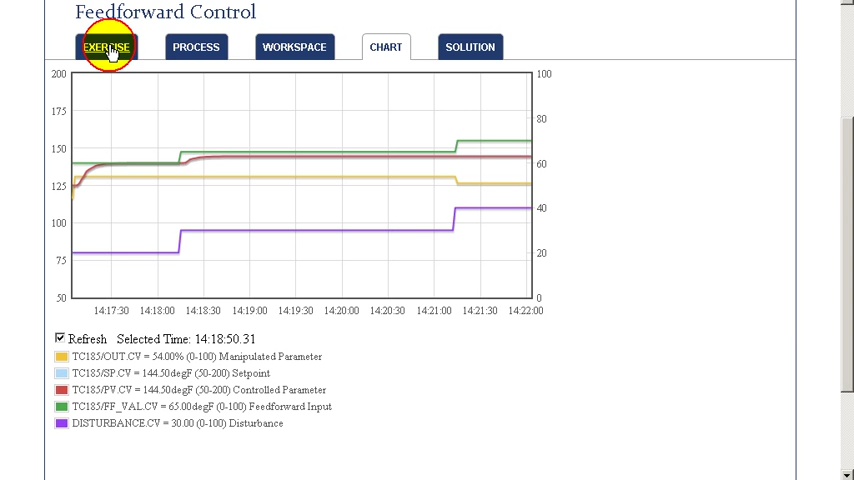 Feedforward Control
EXERCISE PROCESS WORKSPACE CHART SOLUTION
200 100
175
80
150
60
125
40
100
20
75
50 0
14:17:30 14:18:00 14:18:30 14:19:00 14:19:30 14:20:00 14:20:30 14:21:00 14:21:30 14:22:00
Refresh Selected Time: 14:18:50.31
TC185/OUT.CV = 54.00% (0-100) Manipulated Parameter
TC185/SP.CV = 144.50degF (50-200) Setpoint
TC185/PV.CV = 144.50degF (50-200) Controlled Parameter
TC185/FF_VAL.CV = 65.00degF (0-100) Feedforward Input
DISTURBANCE.CV = 30.00 (0-100) Disturbance